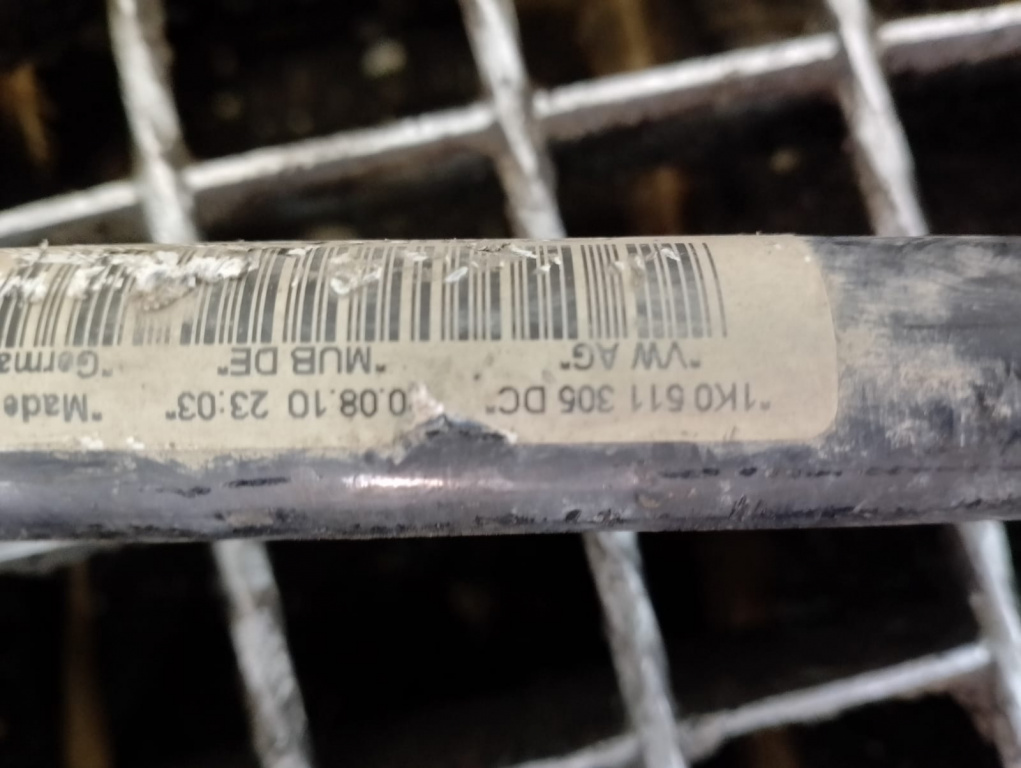 "1K0 511 305 DC" 0.08.10 23:03" "Made
"VW AG" "MUB DE" "Germa